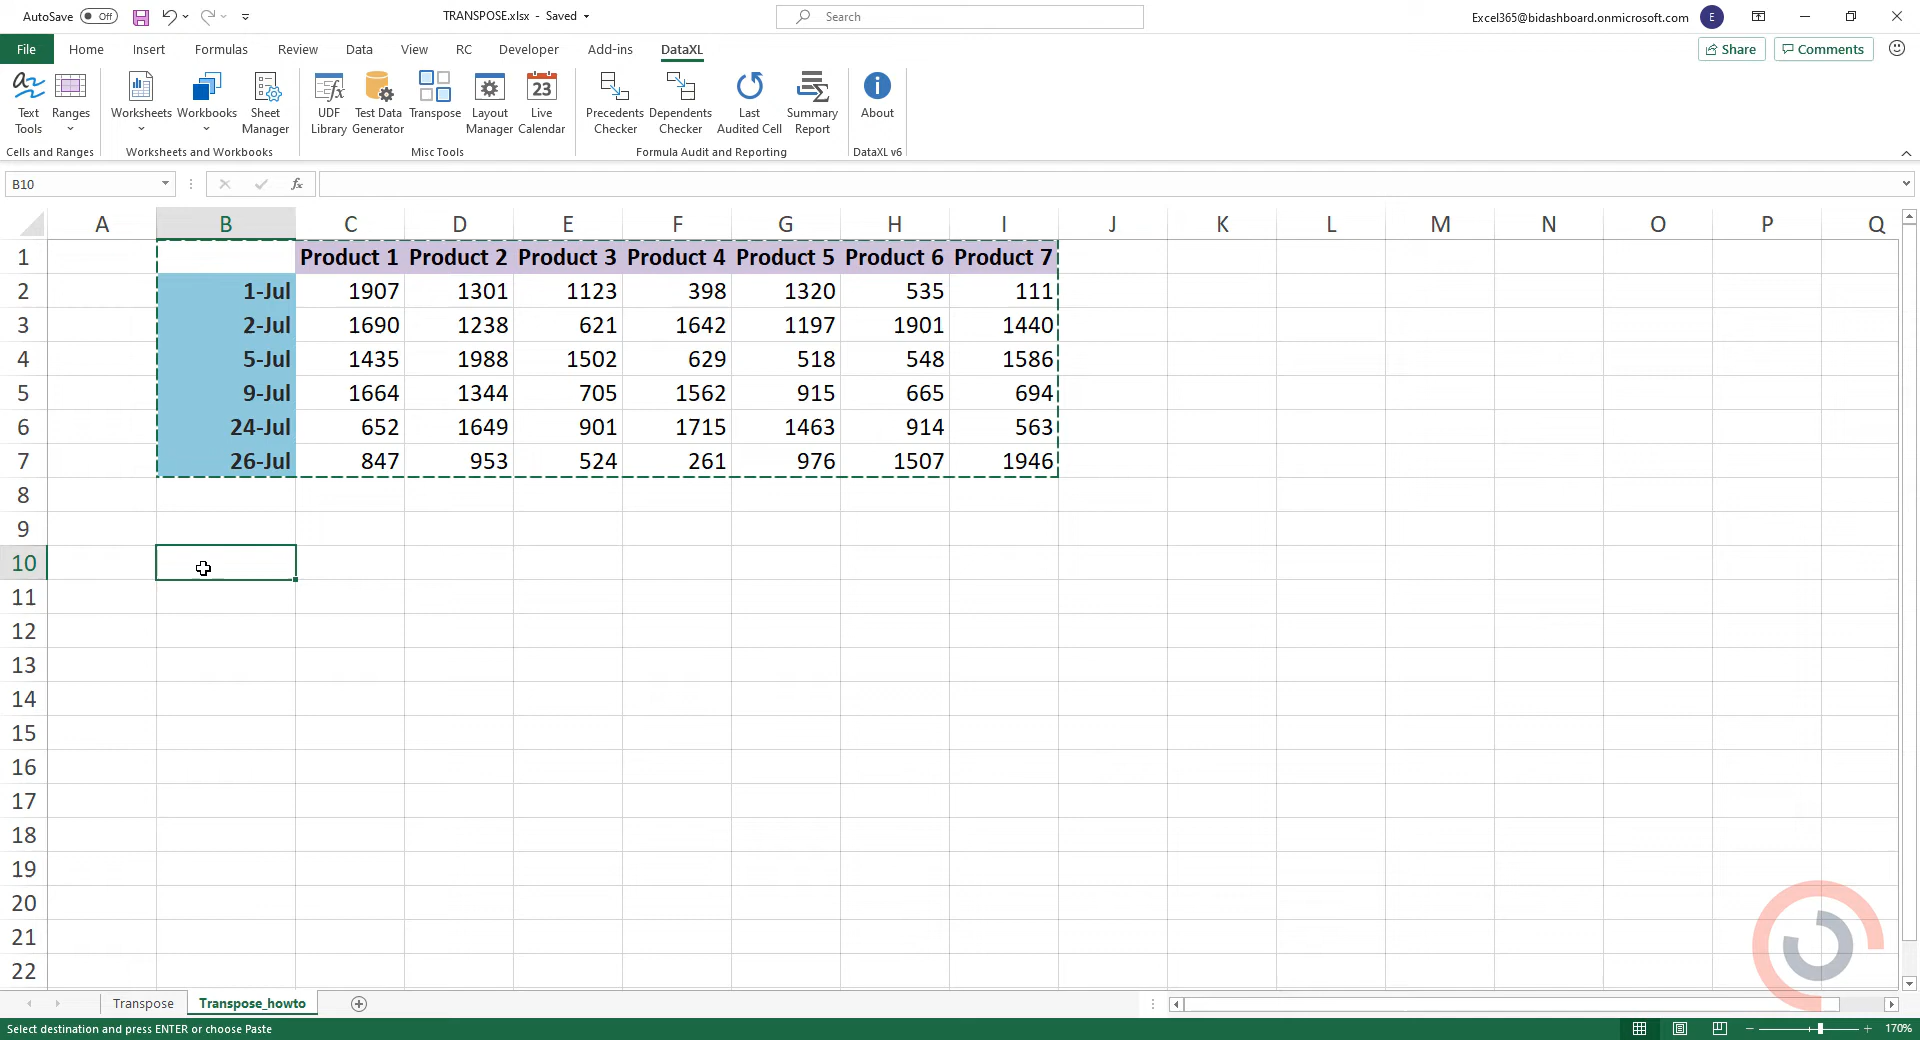 AutoSave Off TRANSPOSE.xlsx - Saved Search Excel365@bidashboard.onmicrosoft.com E
File Home Insert Formulas Review Data View RC Developer Add-ins DataXL Share Comments
Text Tools Ranges Worksheets Workbooks Sheet Manager UDF Library Test Data Generator Transpose Layout Manager 23 Live Calendar Precedents Checker Dependents Checker Last Audited Cell Summary Report About
Cells and Ranges Worksheets and Workbooks Misc Tools Formula Audit and Reporting DataXL v6
B10 fx
A B C D E F G H I J K L M N O P Q
1 Product 1 Product 2 Product 3 Product 4 Product 5 Product 6 Product 7
2 1-Jul 1907 1301 1123 398 1320 535 111
3 2-Jul 1690 1238 621 1642 1197 1901 1440
4 5-Jul 1435 1988 1502 629 518 548 1586
5 9-Jul 1664 1344 705 1562 915 665 694
6 24-Jul 652 1649 901 1715 1463 914 563
7 26-Jul 847 953 524 261 976 1507 1946
8
9
10
11
12
13
14
15
16
17
18
19
20
21
22
Transpose Transpose_howto
Select destination and press ENTER or choose Paste 170%